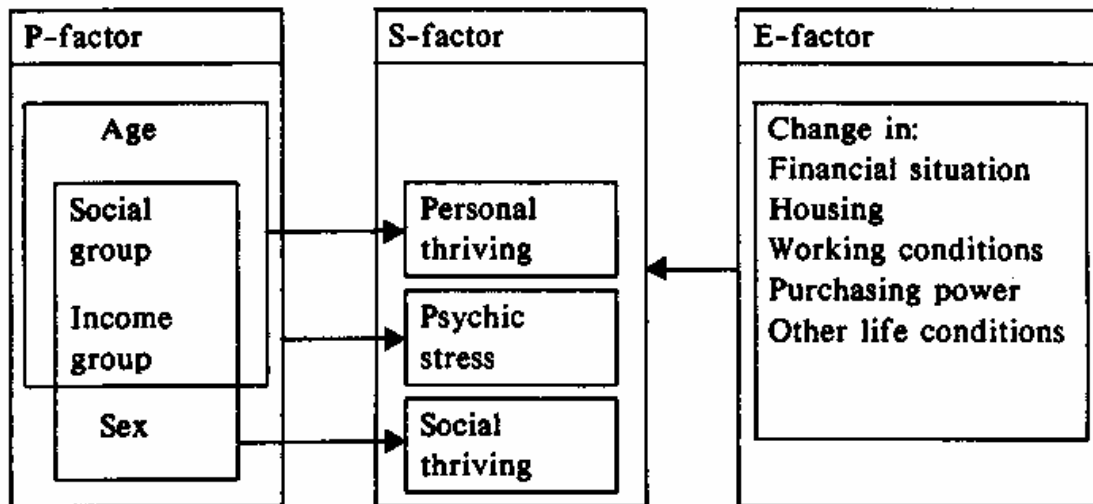 P-factor
Age
Social
group
Income
group
Sex
S-factor
Personal
thriving
Psychic
stress
Social
thriving
E-factor
Change in:
Financial situation
Housing
Working conditions
Purchasing power
Other life conditions